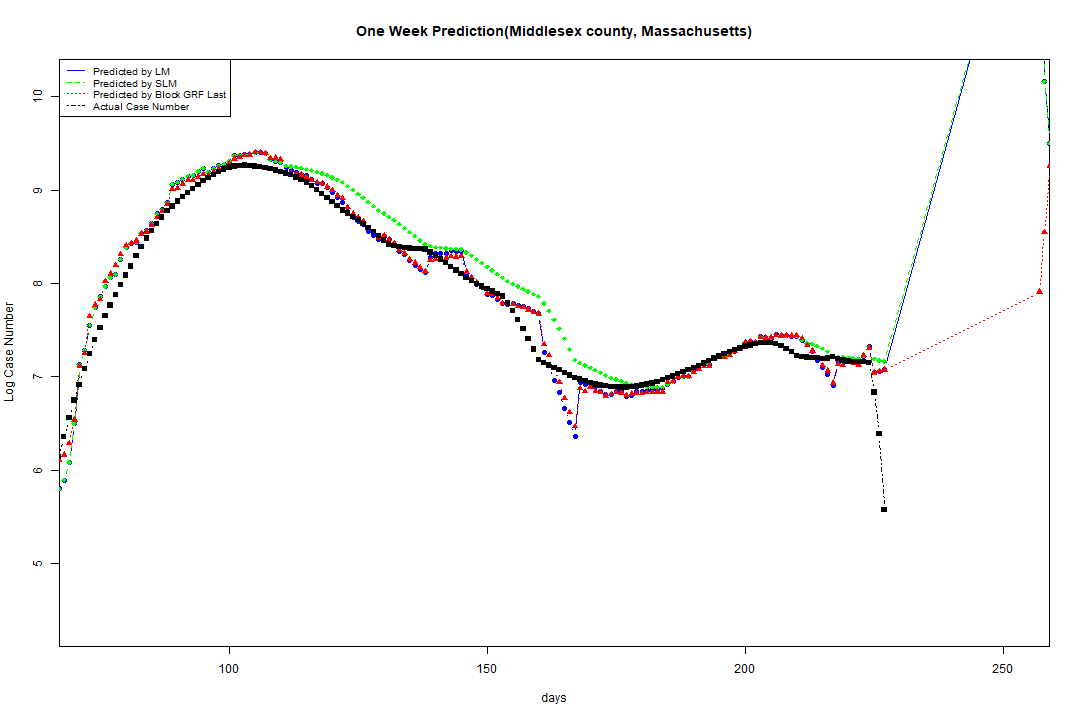 One Week Prediction(Middlesex county, Massachusetts)
Predicted by LM
Predicted by SLM
Predicted by Block GRF Last
Actual Case Number
10
9
8
7
6
5
Log Case Number
100 150 200 250
days